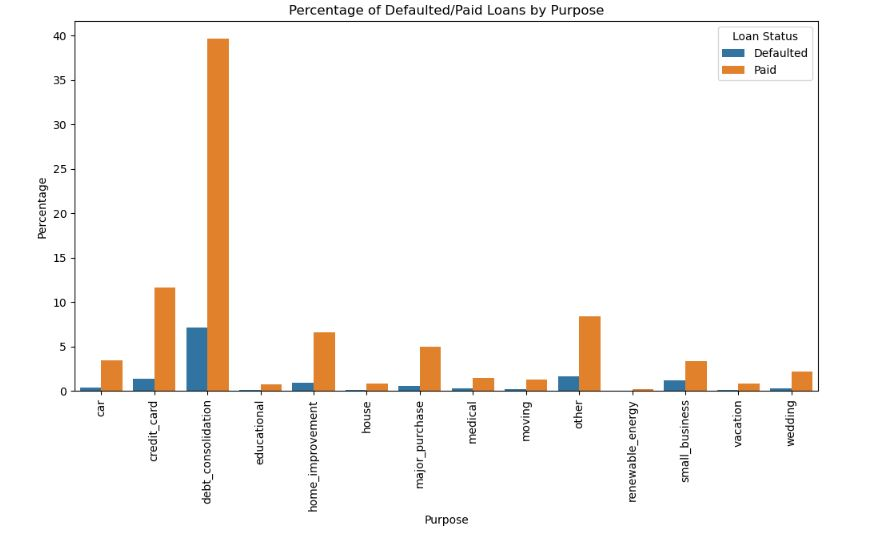 Percentage of Defaulted/Paid Loans by Purpose
Loan Status
Defaulted
Paid
Percentage
40
35
30
25
20
15
10
5
0
car
credit_card
debt_consolidation
educational
home_improvement
house
major_purchase
medical
moving
other
renewable_energy
small_business
vacation
wedding
Purpose